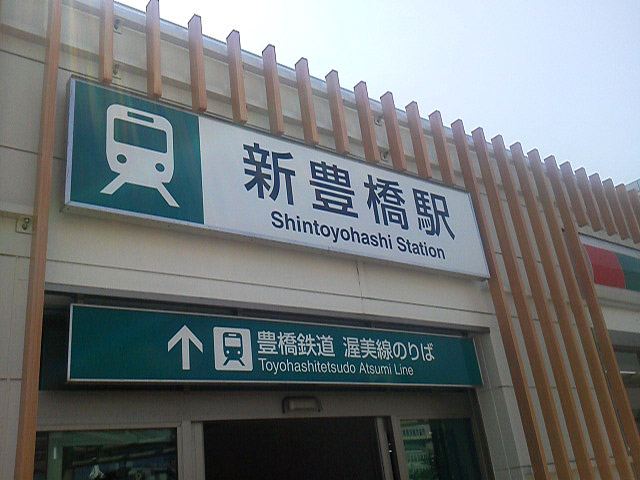 新豊橋駅
Shintoyohashi Station
豊橋鉄道 渥美線のりば
Toyohashitetsudo Atsumi Line